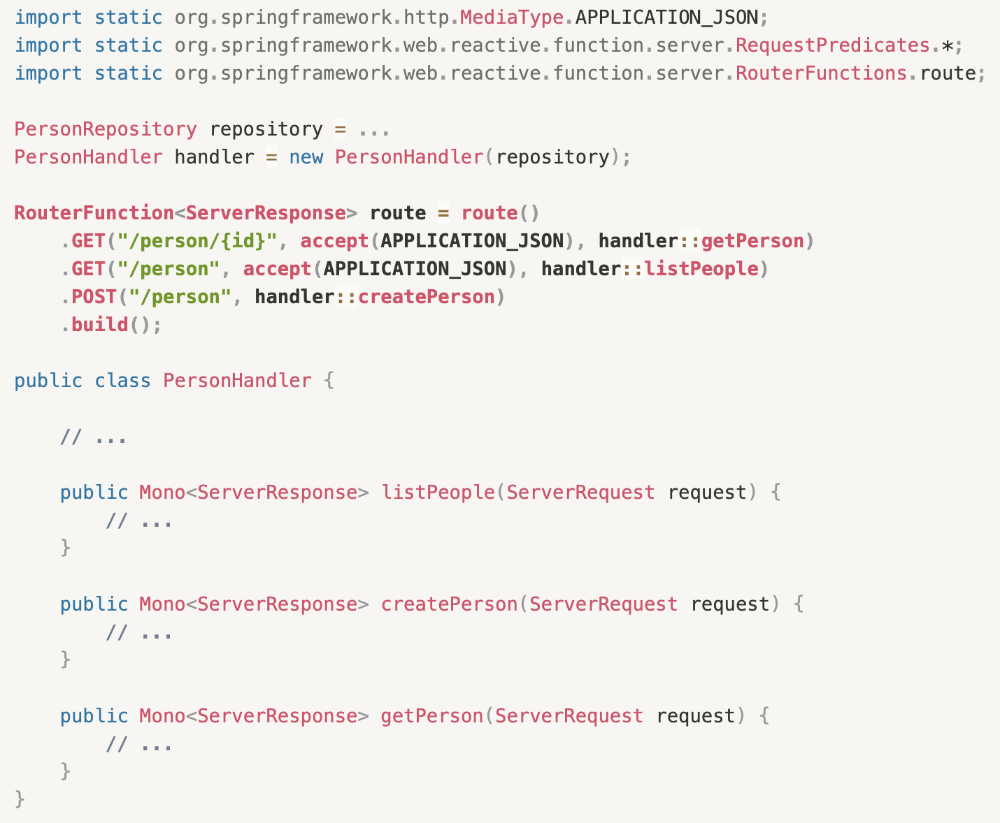 import static org.springframework.http.MediaType.APPLICATION_JSON;
import static org.springframework.web.reactive.function.server.RequestPredicates.*;
import static org.springframework.web.reactive.function.server.RouterFunctions.route;

PersonRepository repository = ...
PersonHandler handler = new PersonHandler(repository);

RouterFunction<ServerResponse> route = route()
    .GET("/person/{id}", accept(APPLICATION_JSON), handler::getPerson)
    .GET("/person", accept(APPLICATION_JSON), handler::listPeople)
    .POST("/person", handler::createPerson)
    .build();

public class PersonHandler {

    // ...

    public Mono<ServerResponse> listPeople(ServerRequest request) {
        // ...
    }

    public Mono<ServerResponse> createPerson(ServerRequest request) {
        // ...
    }

    public Mono<ServerResponse> getPerson(ServerRequest request) {
        // ...
    }
}